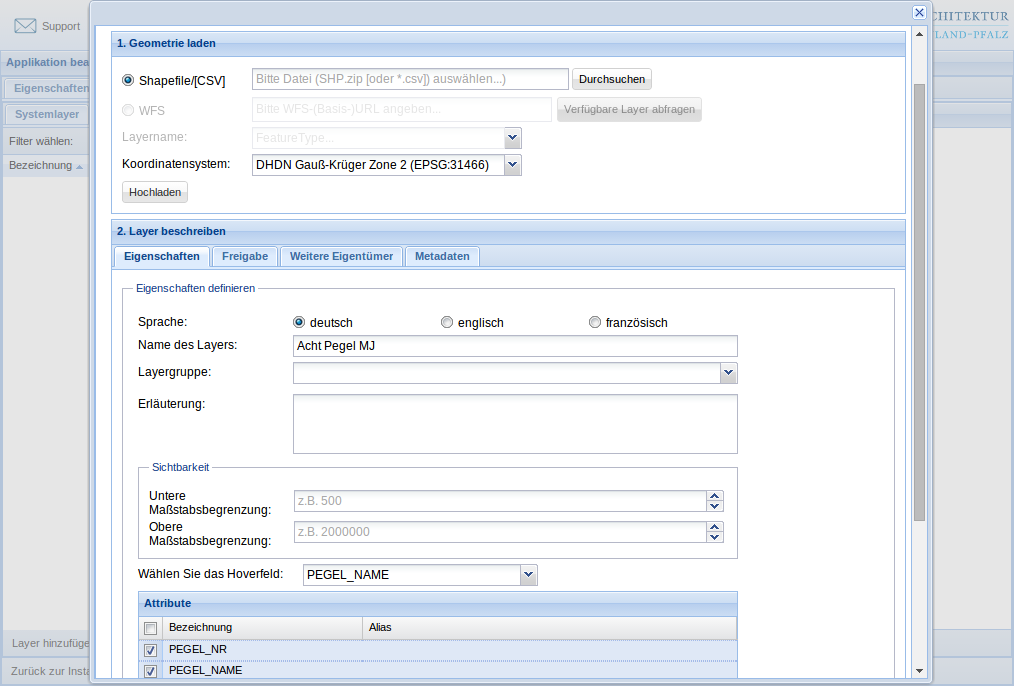 Support
CHITEKTUR
LAND-PFALZ
Applikation bea
Eigenschaften
Systemlayer
Filter wählen:
Bezeichnung
1. Geometrie laden
Shapefile/[CSV]
Bitte Datei (SHP.zip [oder *.csv]) auswählen...)
Durchsuchen
WFS
Bitte WFS-(Basis-)URL angeben...
Verfügbare Layer abfragen
Layername:
FeatureType...
Koordinatensystem:
DHDN Gauß-Krüger Zone 2 (EPSG:31466)
Hochladen
2. Layer beschreiben
Eigenschaften
Freigabe
Weitere Eigentümer
Metadaten
Eigenschaften definieren
Sprache:
deutsch
englisch
französisch
Name des Layers:
Acht Pegel MJ
Layergruppe:
Erläuterung:
Sichtbarkeit
Untere
Maßstabsbegrenzung:
z.B. 500
Obere
Maßstabsbegrenzung:
z.B. 2000000
Wählen Sie das Hoverfeld:
PEGEL_NAME
Attribute
Bezeichnung
Alias
PEGEL_NR
PEGEL_NAME
Layer hinzufüge
Zurück zur Insta